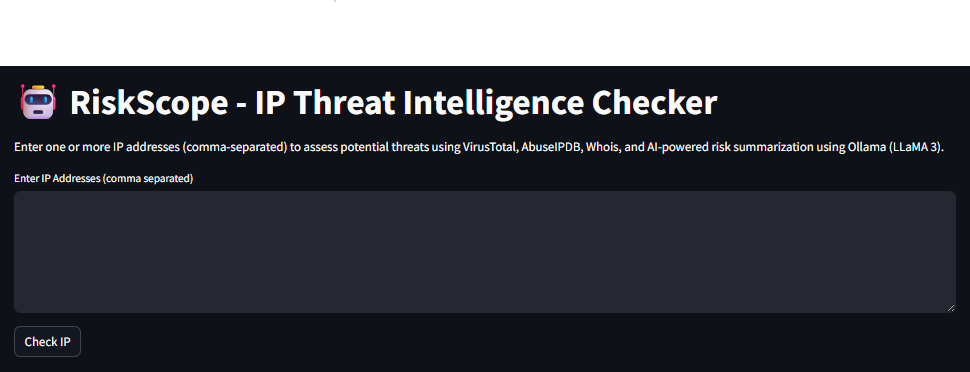 RiskScope - IP Threat Intelligence Checker
Enter one or more IP addresses (comma-separated) to assess potential threats using VirusTotal, AbuseIPDB, Whois, and AI-powered risk summarization using Ollama (LLaMA 3).
Enter IP Addresses (comma separated)
Check IP